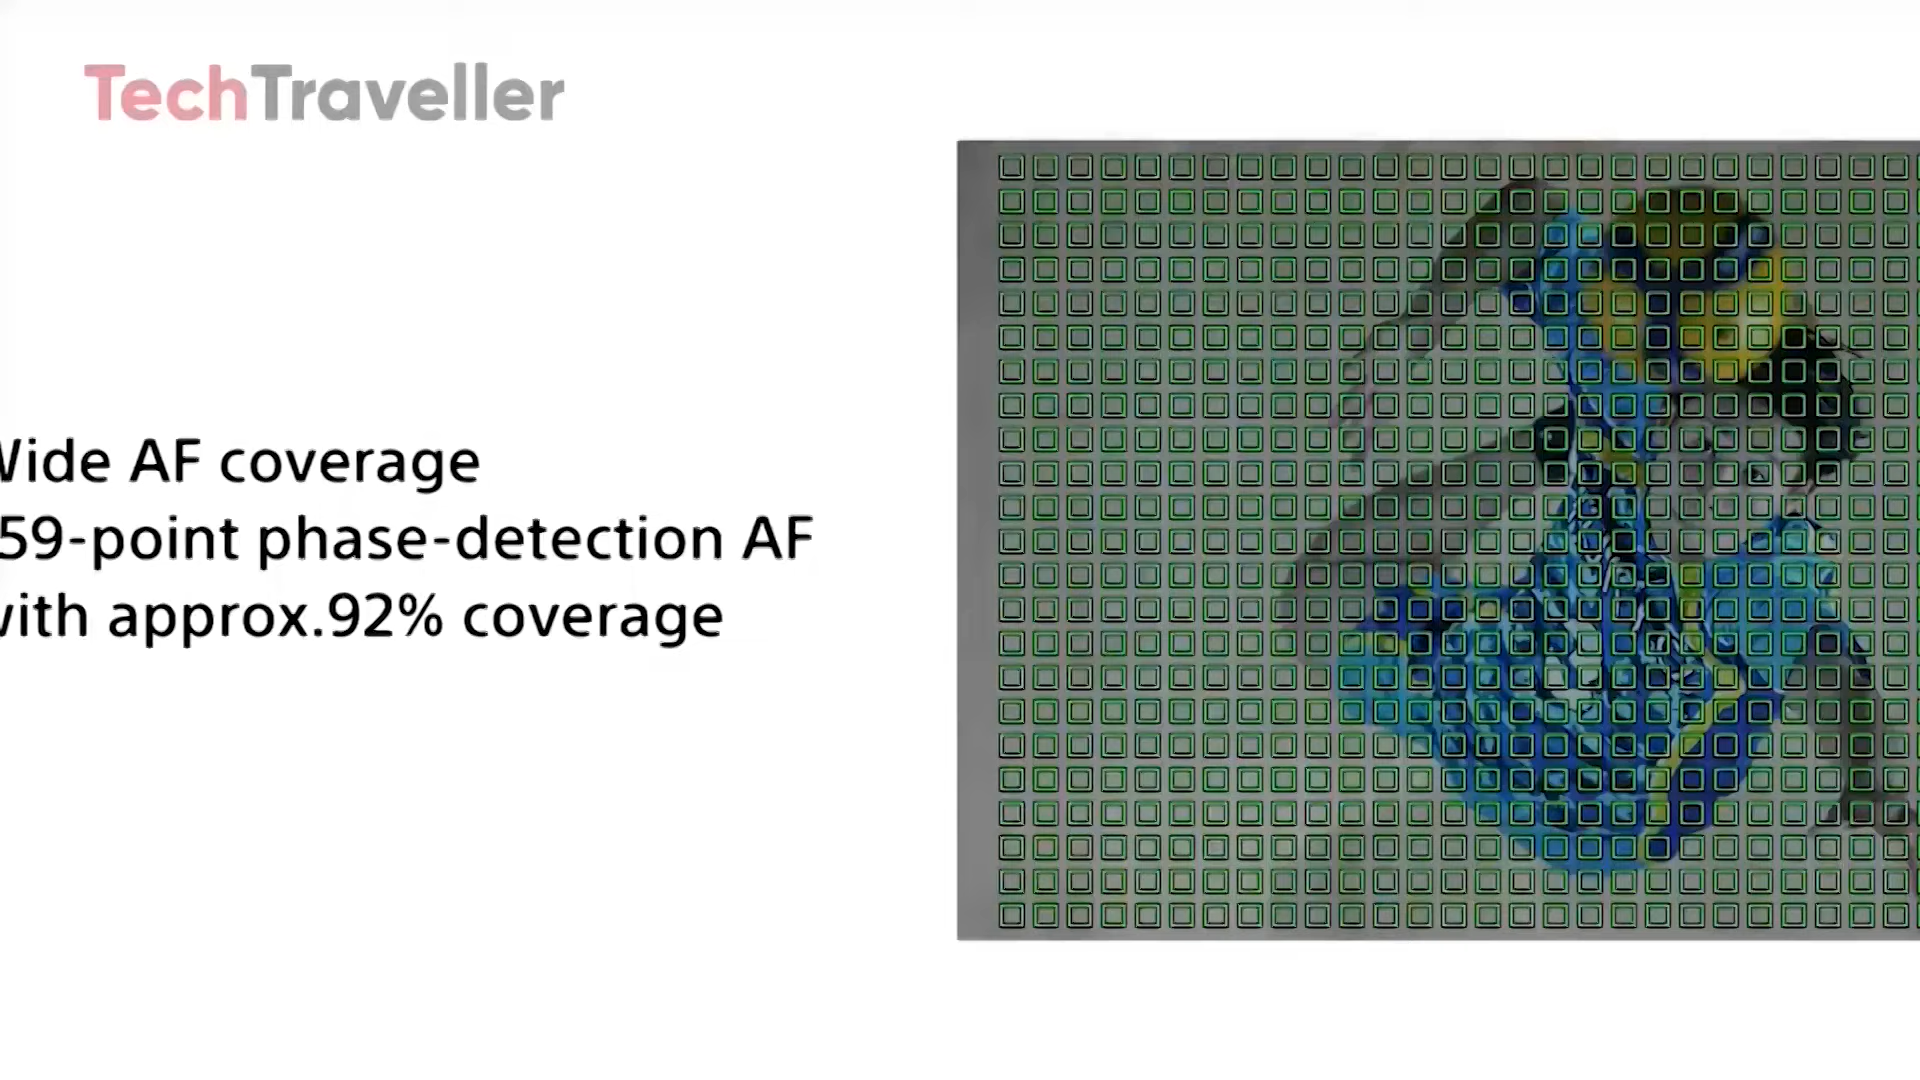 TechTraveller
Wide AF coverage
59-point phase-detection AF
with approx.92% coverage